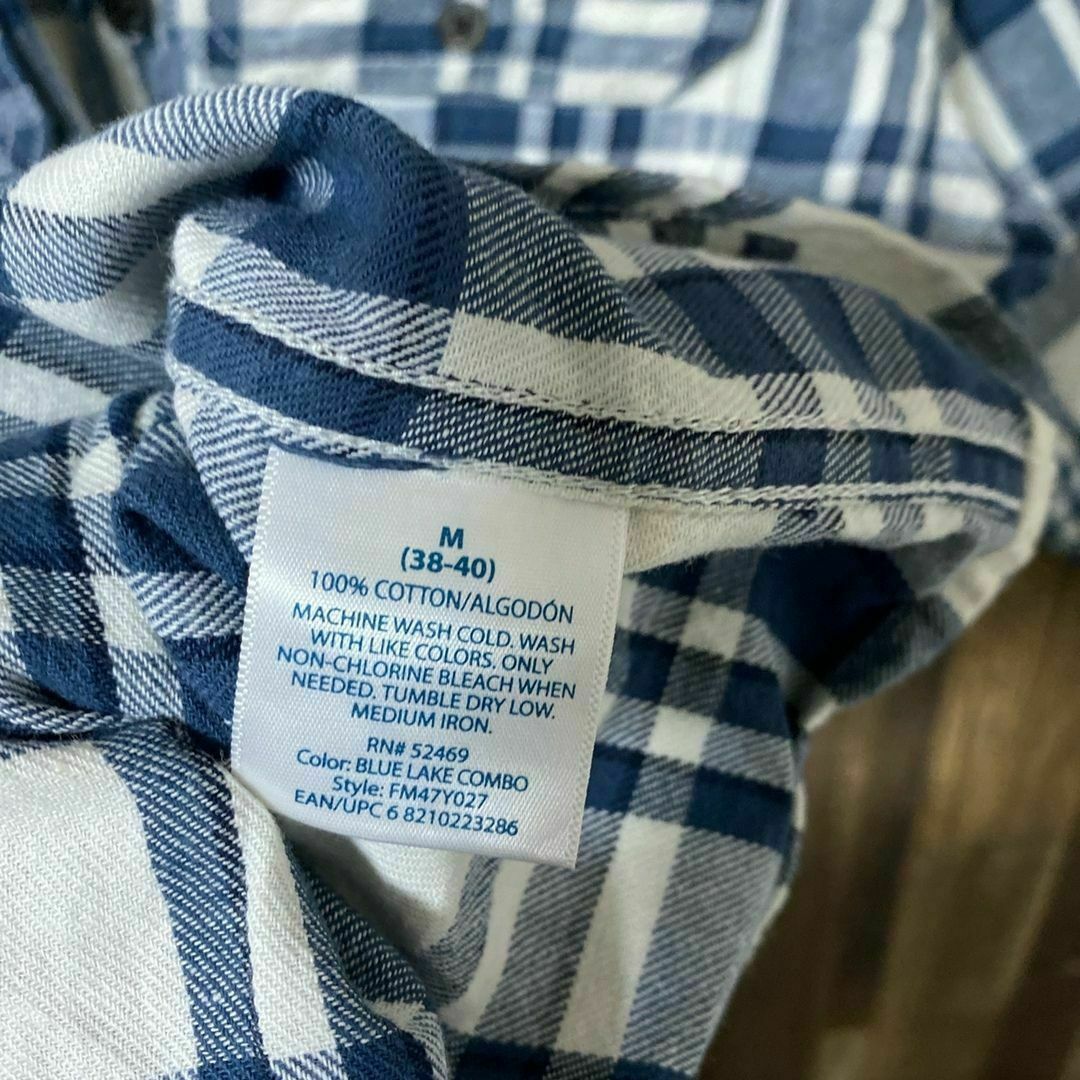 M
(38-40)
100% COTTON/ALGODÓN
MACHINE WASH COLD. WASH
WITH LIKE COLORS. ONLY
NON-CHLORINE BLEACH WHEN
NEEDED. TUMBLE DRY LOW.
MEDIUM IRON.
RN# 52469
Color: BLUE LAKE COMBO
Style: FM47Y027
EAN/UPC 6 8210223286